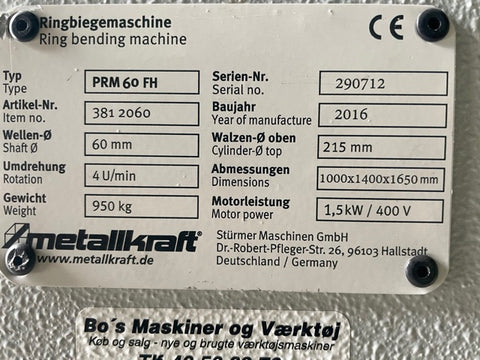 Ringbiegemaschine
Ring bending machine
Typ
Type
PRM 60 FH
Serien-Nr.
Serial no.
290712
Artikel-Nr.
Item no.
381 2060
Baujahr
Year of manufacture
2016
Wellen-Ø
Shaft Ø
60 mm
Walzen-Ø oben
Cylinder-Ø top
215 mm
Umdrehung
Rotation
4 U/min
Abmessungen
Dimensions
1000x1400x1650 mm
Gewicht
Weight
950 kg
Motorleistung
Motor power
1,5 kW / 400 V
metallkraft®
www.metallkraft.de
Stürmer Maschinen GmbH
Dr.-Robert-Pfleger-Str. 26, 96103 Hallstadt
Deutschland / Germany
Bo´s Maskiner og Værktøj
Køb og salg - nye og brugte værktøjsmaskiner